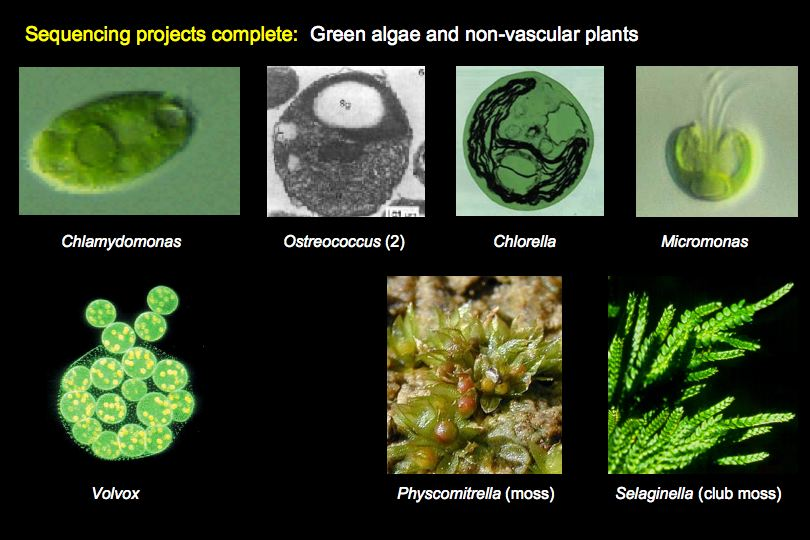 Sequencing projects complete: Green algae and non-vascular plants
Chlamydomonas
Ostreococcus (2)
Chlorella
Micromonas
Volvox
Physcomitrella (moss)
Selaginella (club moss)